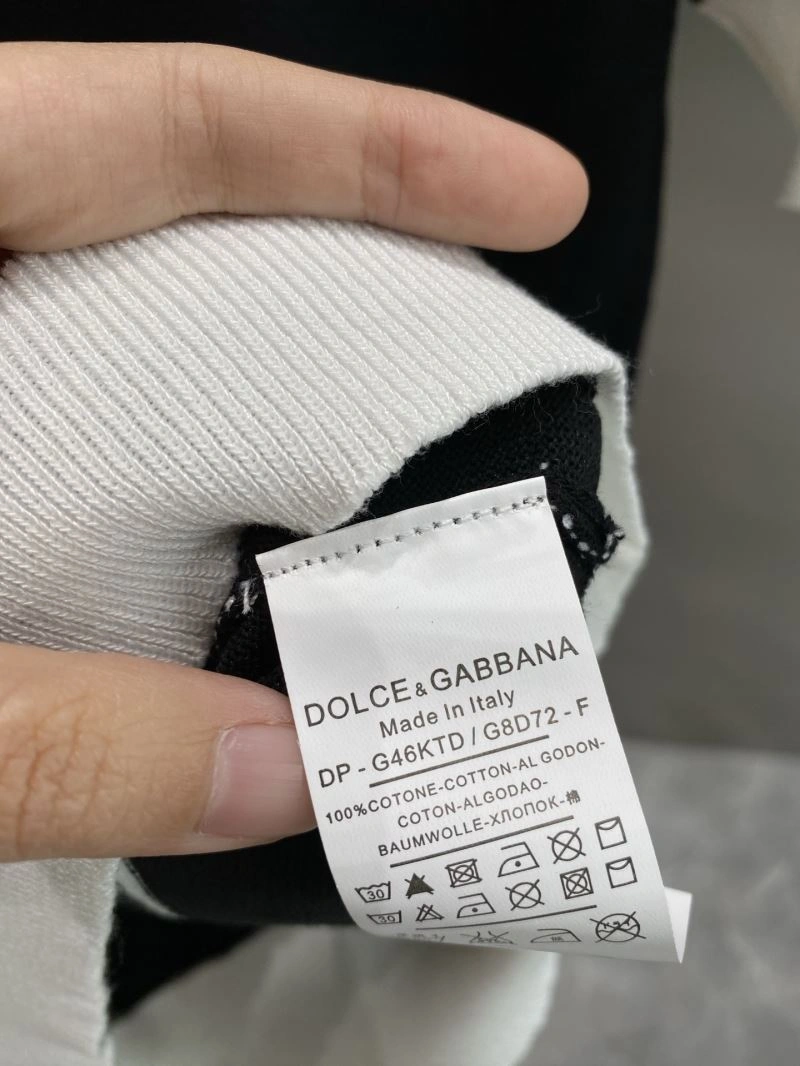 DOLCE & GABBANA
Made In Italy
DP - G46KTD / G8D72 - F
100%COTONE-COTTON-AL GODON-
COTON-ALGODAO-
BAUMWOLLE-ХЛОПОК-棉
30
30